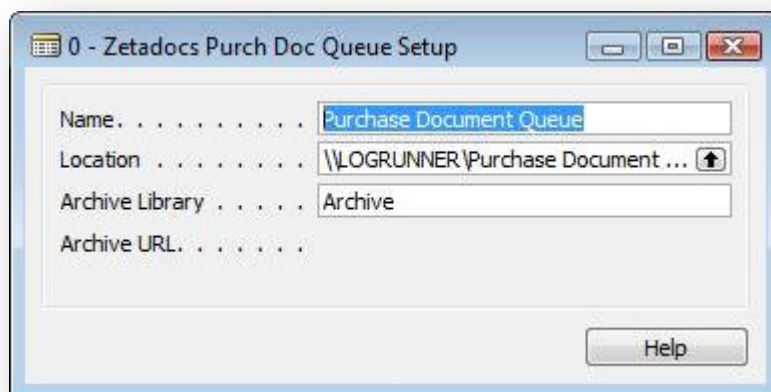 0 - Zetadocs Purch Doc Queue Setup
Name. . . . . . . . . . Purchase Document Queue
Location . . . . . . . . \\LOGRUNNER\Purchase Document ...
Archive Library . . . . . Archive
Archive URL. . . . . . .
Help